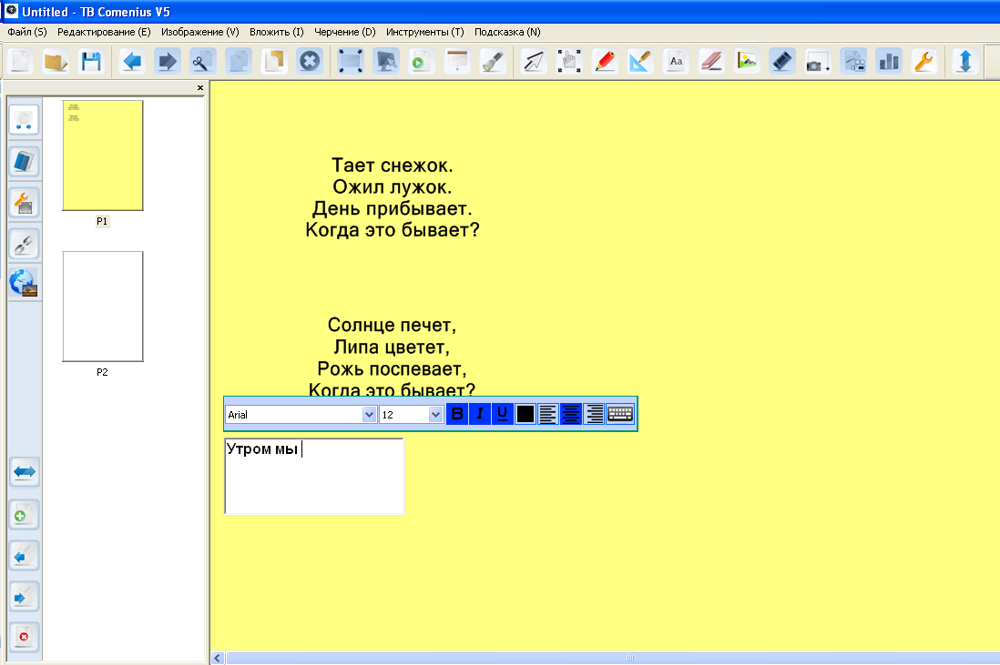 Untitled - TB Comenius V5
Файл (S) Редактирование (E) Изображение (V) Вложить (I) Черчение (D) Инструменты (T) Подсказка (N)
Aa
P1
P2
Тает снежок.
Ожил лужок.
День прибывает.
Когда это бывает?
Солнце печет,
Липа цветет,
Рожь поспевает,
Когда это бывает?
Arial 12 B I U
Утром мы